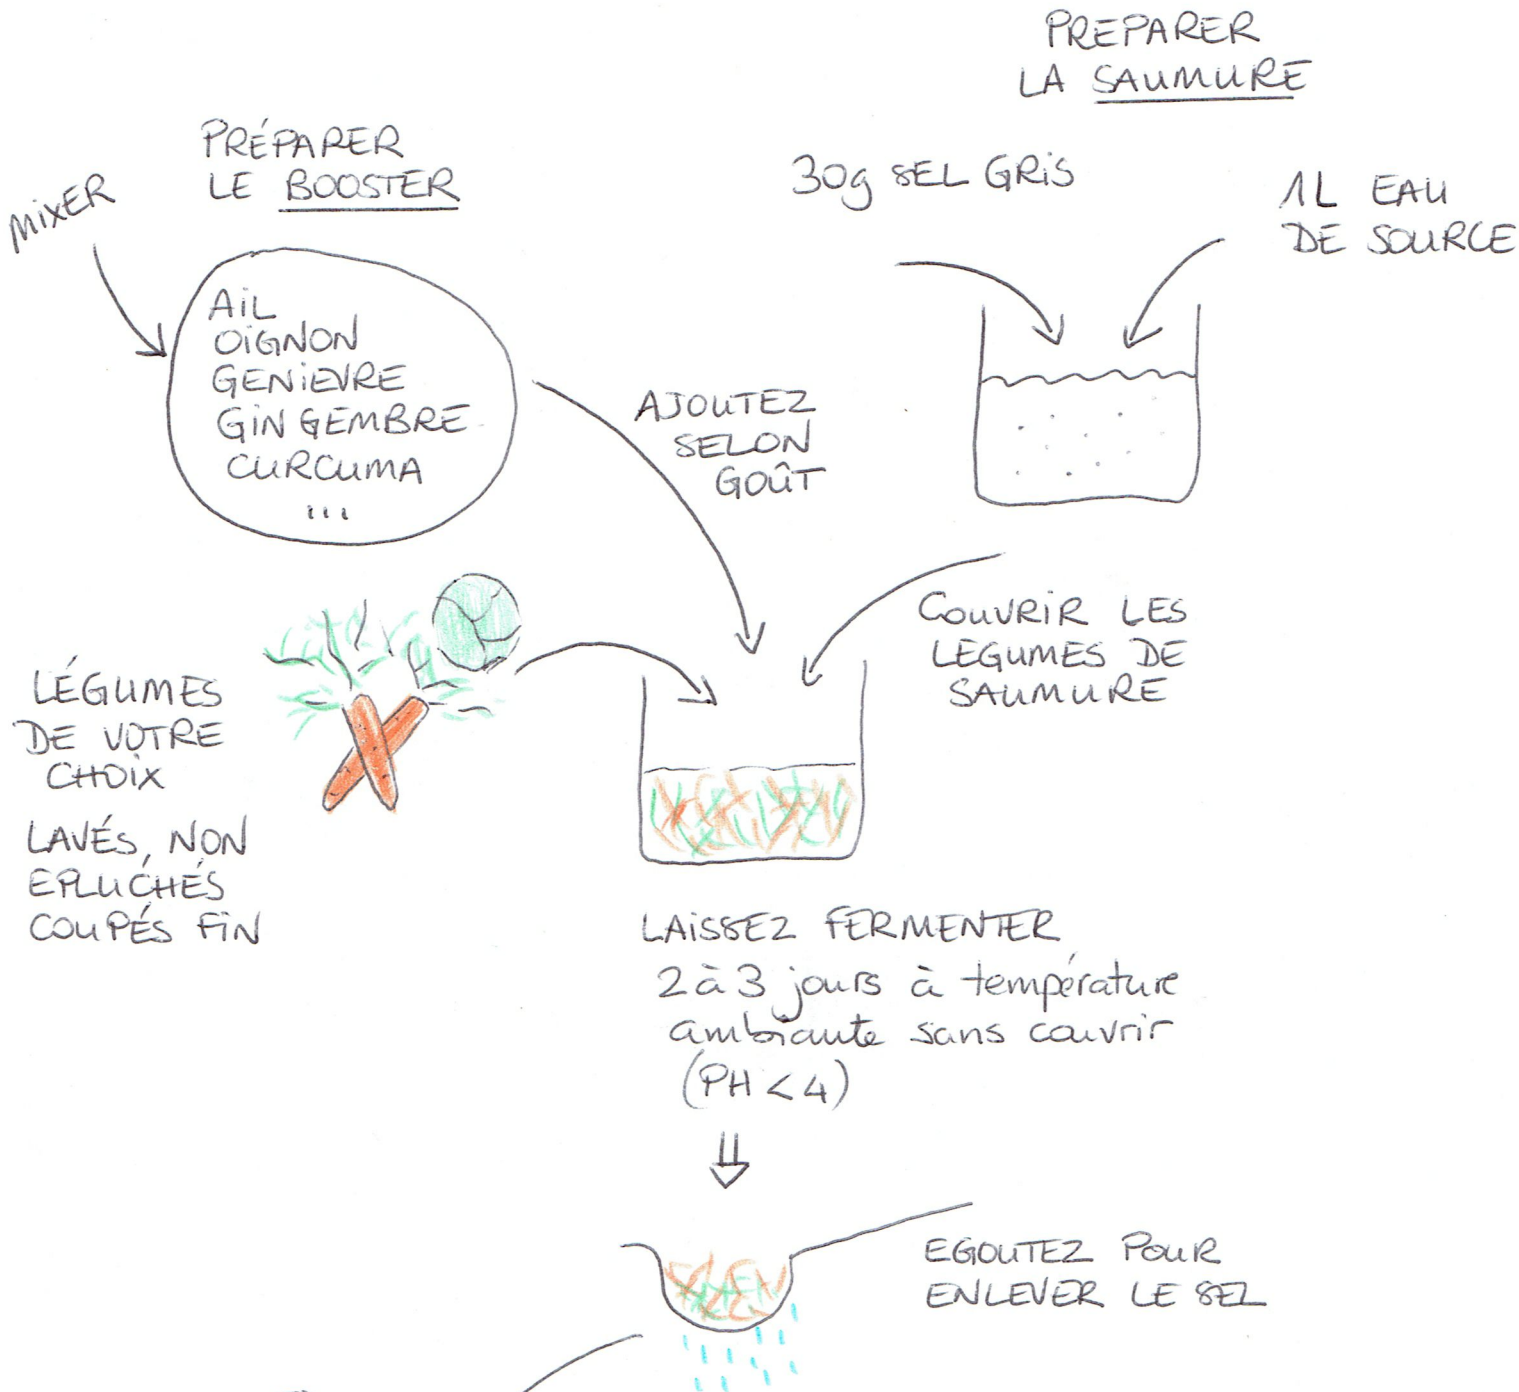 PREPARER
LA SAUMURE
PRÉPARER
LE BOOSTER
MIXER
30g SEL GRIS
1L EAU
DE SOURCE
AIL
OIGNON
GENIEVRE
GINGEMBRE
CURCUMA
...
AJOUTEZ
SELON
GOÛT
COUVRIR LES
LEGUMES DE
SAUMURE
LÉGUMES
DE VOTRE
CHOIX
LAVÉS, NON
EPLUCHÉS
COUPÉS FIN
LAISSEZ FERMENTER
2 à 3 jours à température
ambiante sans couvrir
(PH < 4)
EGOUTEZ POUR
ENLEVER LE SEL